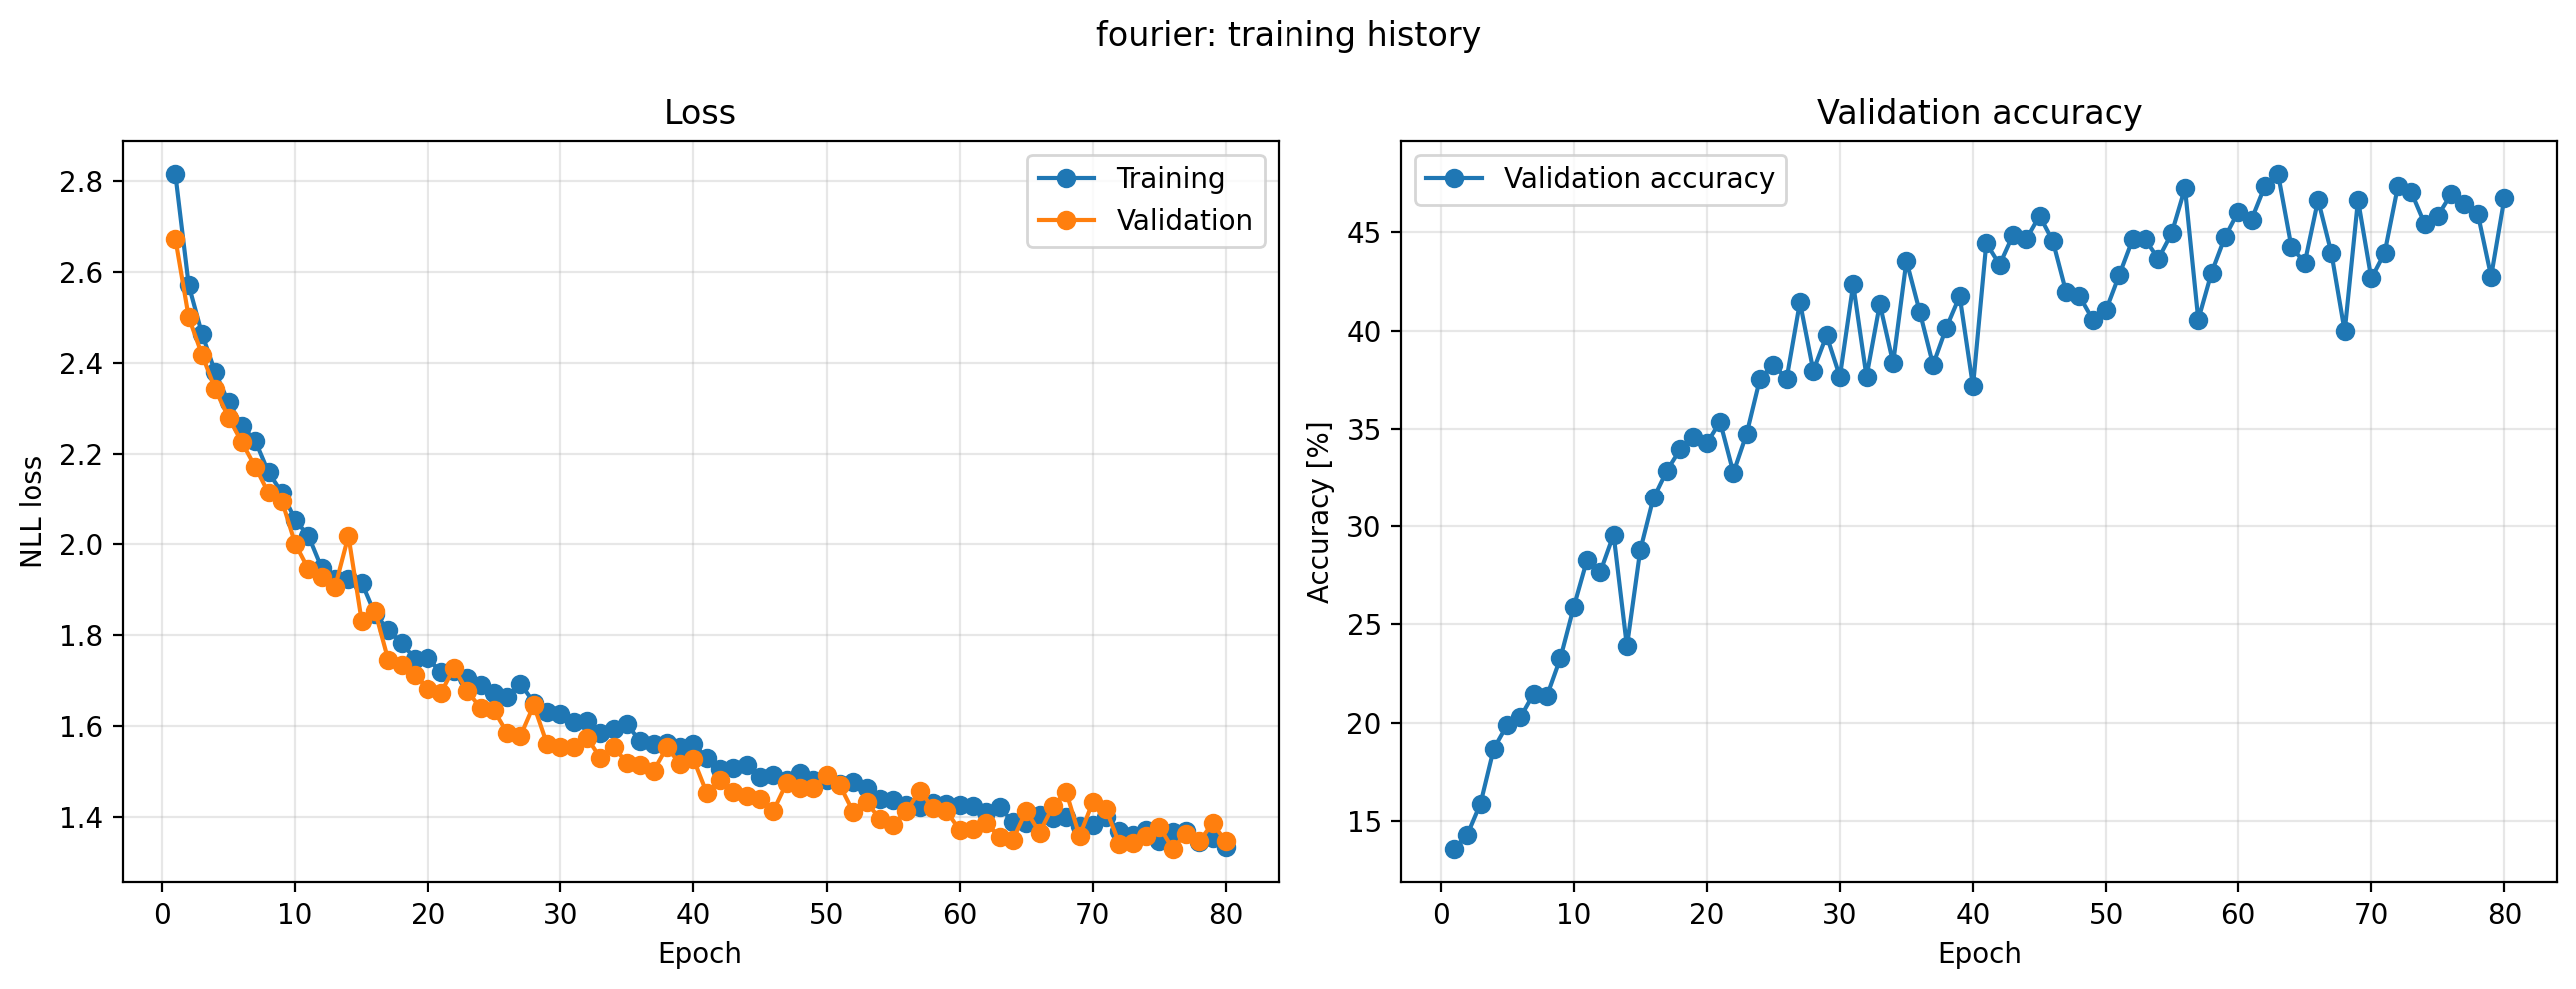 fourier: training history
Loss
2.8
2.6
2.4
2.2
2.0
1.8
1.6
1.4
NLL loss
Training
Validation
0 10 20 30 40 50 60 70 80
Epoch
Validation accuracy
Validation accuracy
45
40
35
30
25
20
15
Accuracy [%]
0 10 20 30 40 50 60 70 80
Epoch